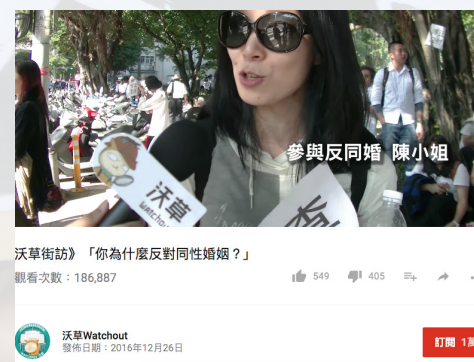 沃草
Watchout
參與反同婚 陳小姐
沃草街訪》「你為什麼反對同性婚姻？」
觀看次數：186,887
549
405
沃草Watchout
發佈日期：2016年12月26日
訂閱 1萬